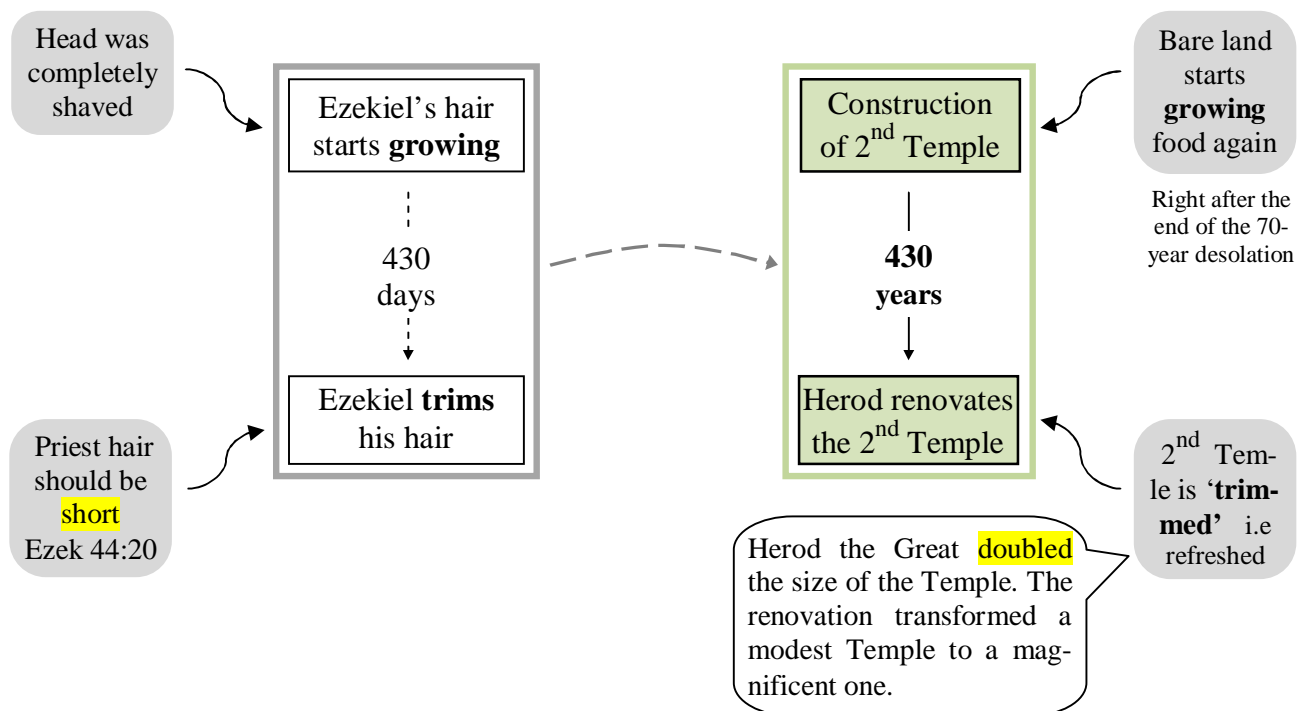 Head was
completely
shaved
Ezekiel's hair
starts growing
430
days
Ezekiel trims
his hair
Priest hair
should be
short
Ezek 44:20
Construction
of 2nd Temple
430
years
Herod renovates
the 2nd Temple
Bare land
starts
growing
food again
Right after the
end of the 70-
year desolation
2nd Tem-
le is ‘trim-
med’ i.e
refreshed
Herod the Great doubled
the size of the Temple. The
renovation transformed a
modest Temple to a mag-
nificent one.